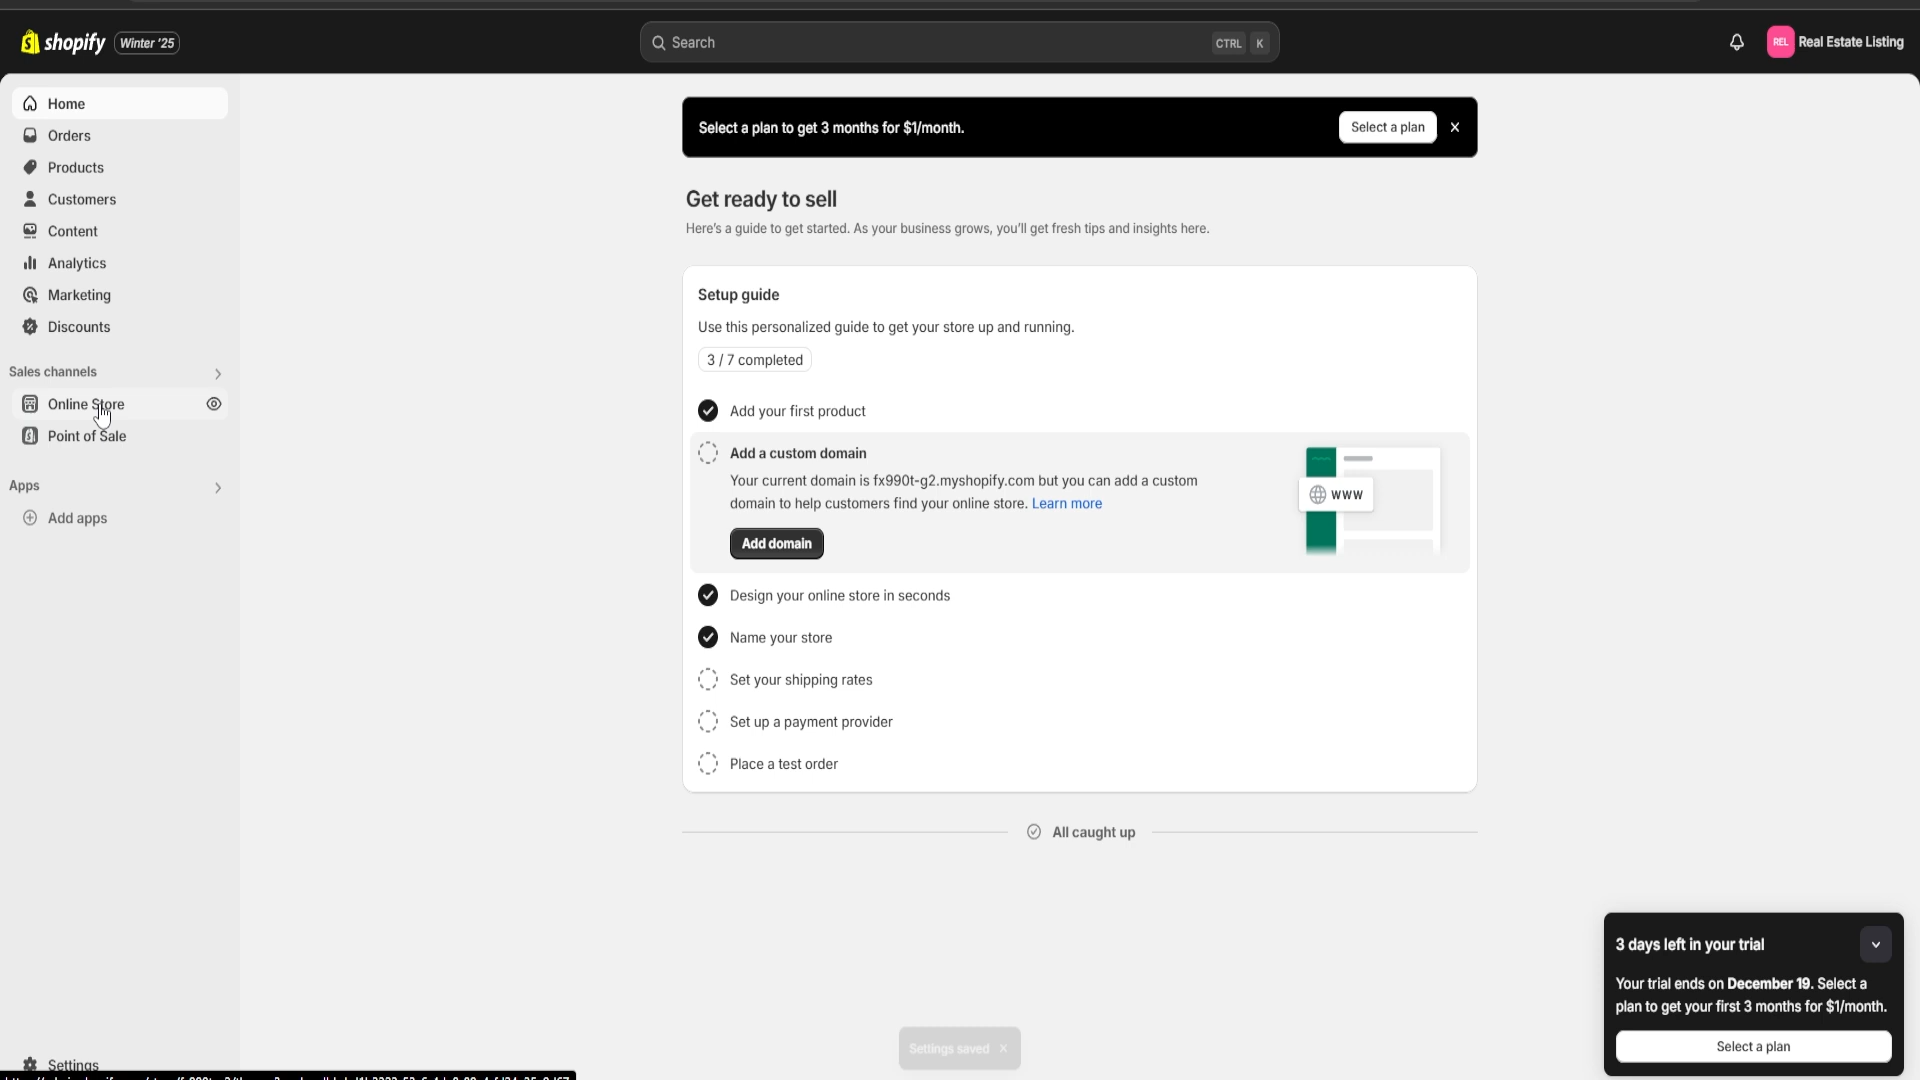 shopify Winter '25
Search
CTRL K
REL Real Estate Listing
Home
Orders
Products
Customers
Content
Analytics
Marketing
Discounts
Sales channels
Online Store
Point of Sale
Apps
Add apps
Settings
Select a plan to get 3 months for $1/month.
Select a plan
Get ready to sell
Here's a guide to get started. As your business grows, you'll get fresh tips and insights here.
Setup guide
Use this personalized guide to get your store up and running.
3 / 7 completed
Add your first product
Add a custom domain
Your current domain is fx990t-g2.myshopify.com but you can add a custom
domain to help customers find your online store. Learn more
Add domain
www
Design your online store in seconds
Name your store
Set your shipping rates
Set up a payment provider
Place a test order
All caught up
Settings saved
3 days left in your trial
Your trial ends on December 19. Select a
plan to get your first 3 months for $1/month.
Select a plan